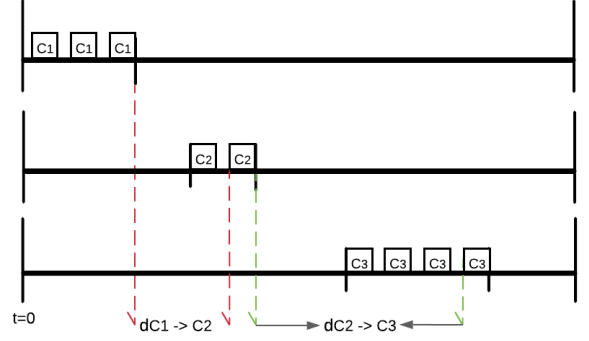 C1 C1 C1
C2 C2
C3 C3 C3 C3
t=0
dC1 -> C2 dC2 -> C3